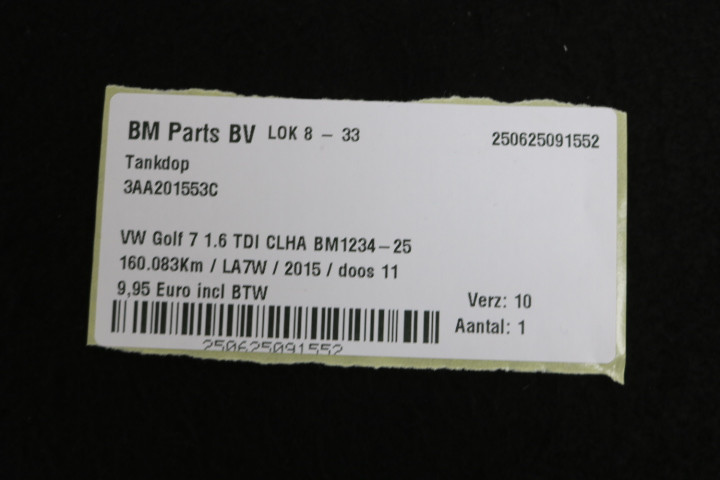 BM Parts BV LOK 8 - 33 250625091552
Tankdop
3AA201553C
VW Golf 7 1.6 TDI CLHA BM1234-25
160.083Km / LA7W / 2015 / doos 11
9,95 Euro incl BTW
Verz: 10
Aantal: 1
250625091552